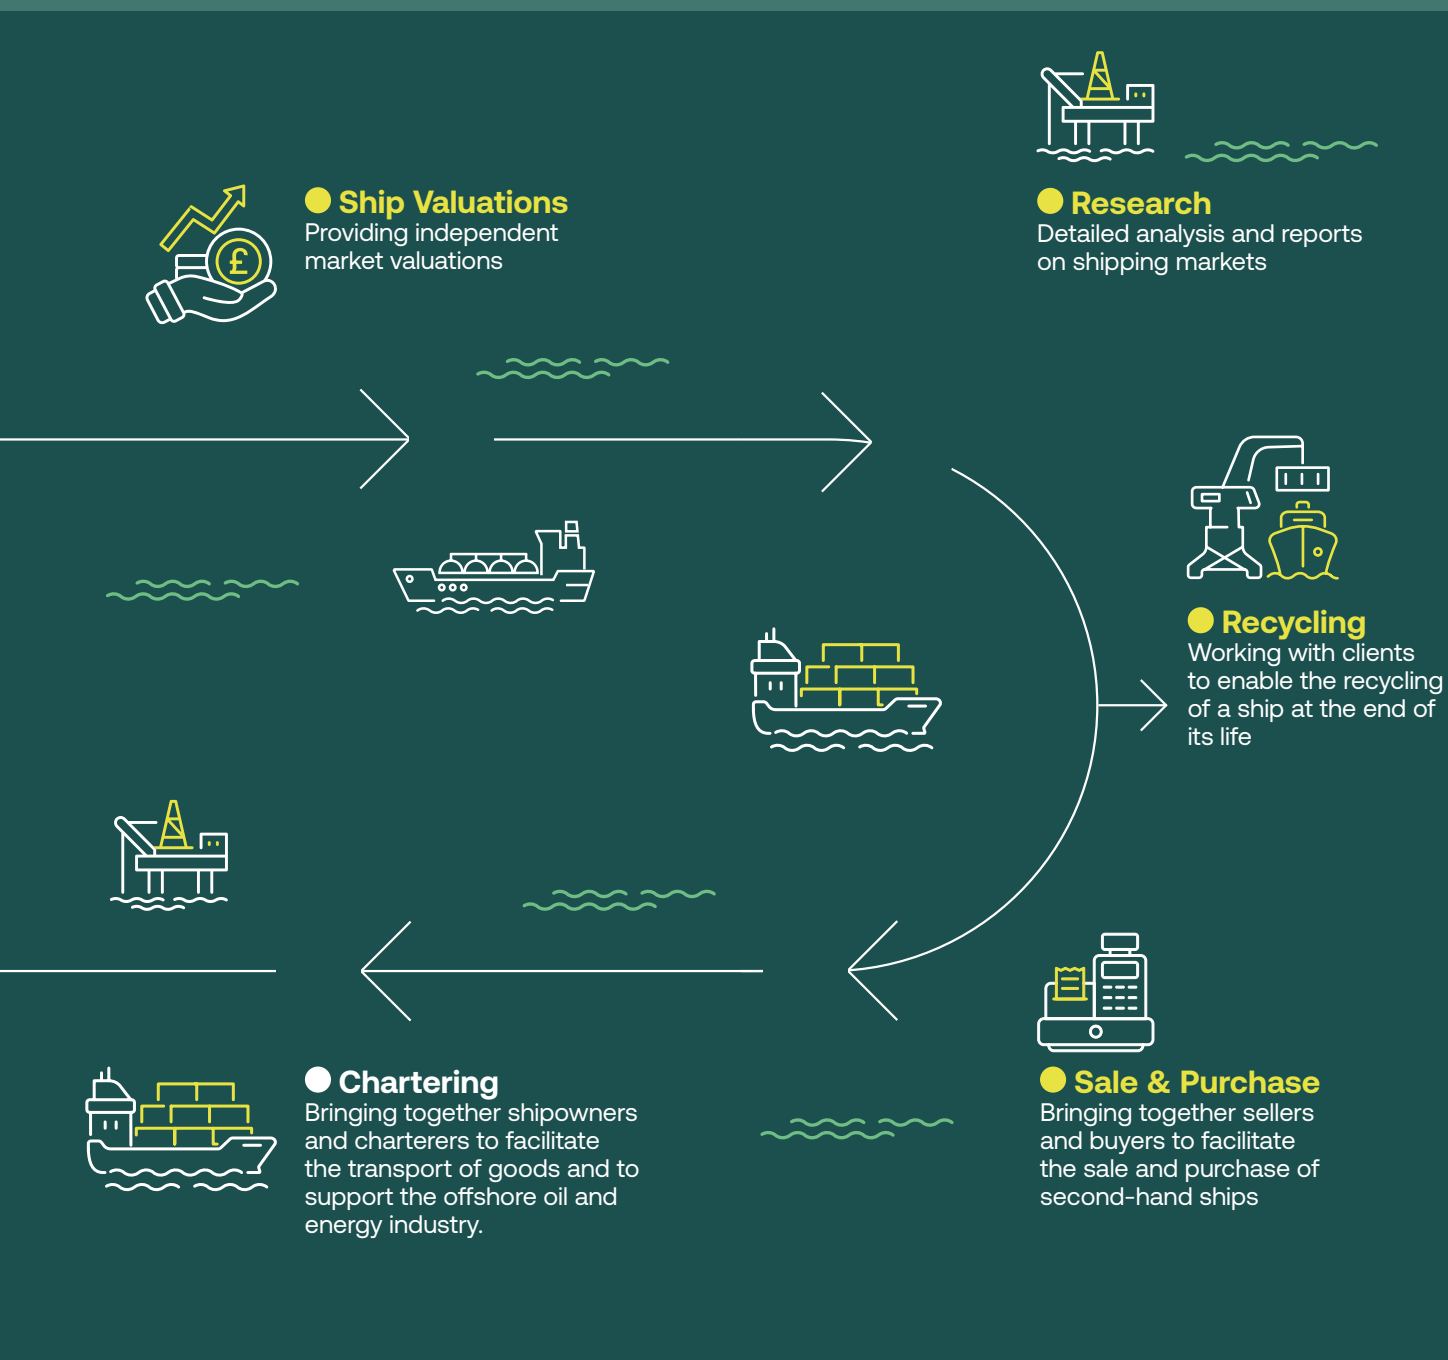 Ship Valuations
Providing independent
market valuations
£
Research
Detailed analysis and reports
on shipping markets
Recycling
Working with clients
to enable the recycling
of a ship at the end of
its life
Chartering
Bringing together shipowners
and charterers to facilitate
the transport of goods and to
support the offshore oil and
energy industry.
Sale & Purchase
Bringing together sellers
and buyers to facilitate
the sale and purchase of
second-hand ships